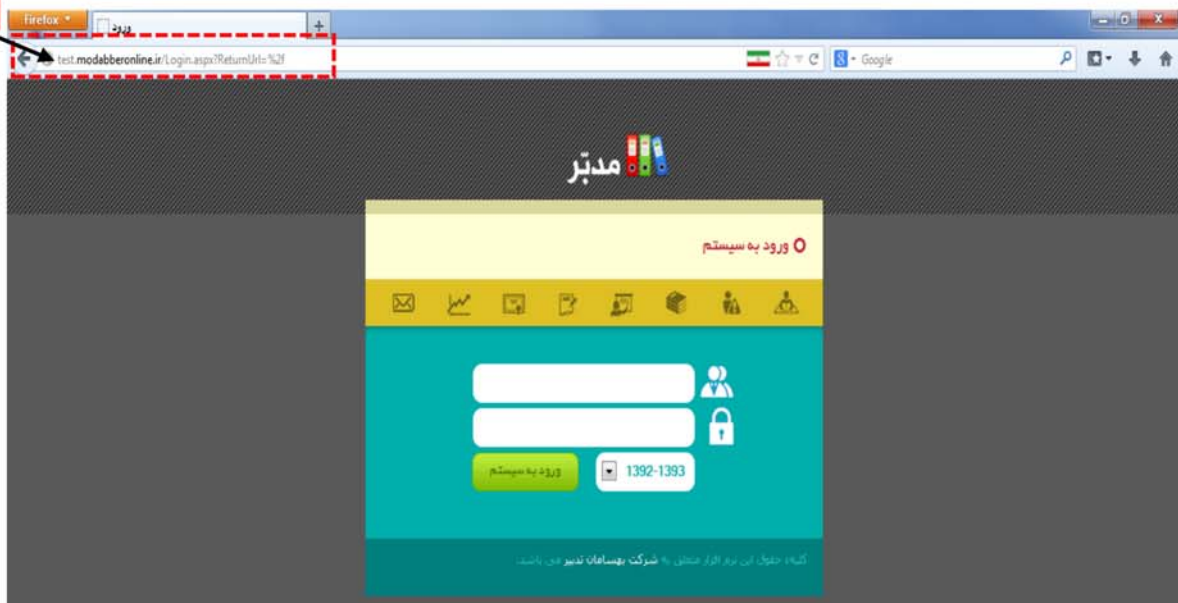 Firefox
ورود
test.modabberonline.ir/Login.aspx?ReturnUrl=%2f
Google
مدبّر
ورود به سیستم
1392-1393
ورود به سیستم
کلیه حقوق این نرم افزار متعلق به شرکت بهسامان تدبیر می باشد.